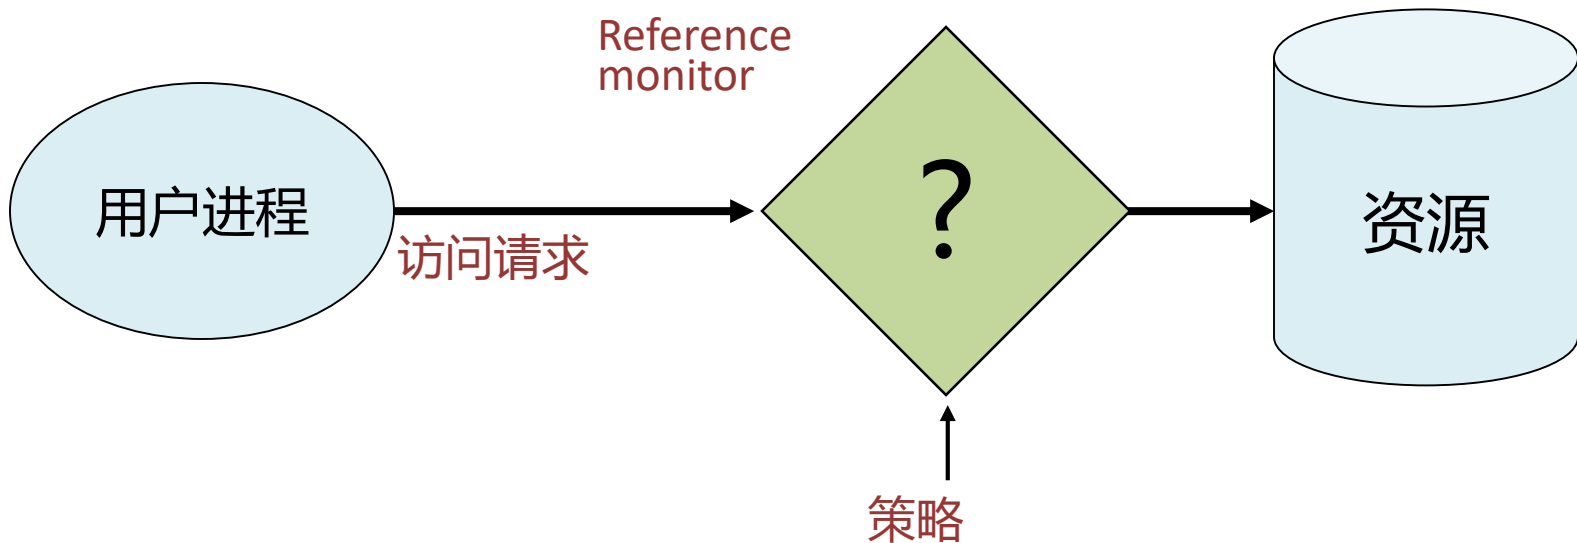 Reference
monitor
用户进程
访问请求
?
资源
策略